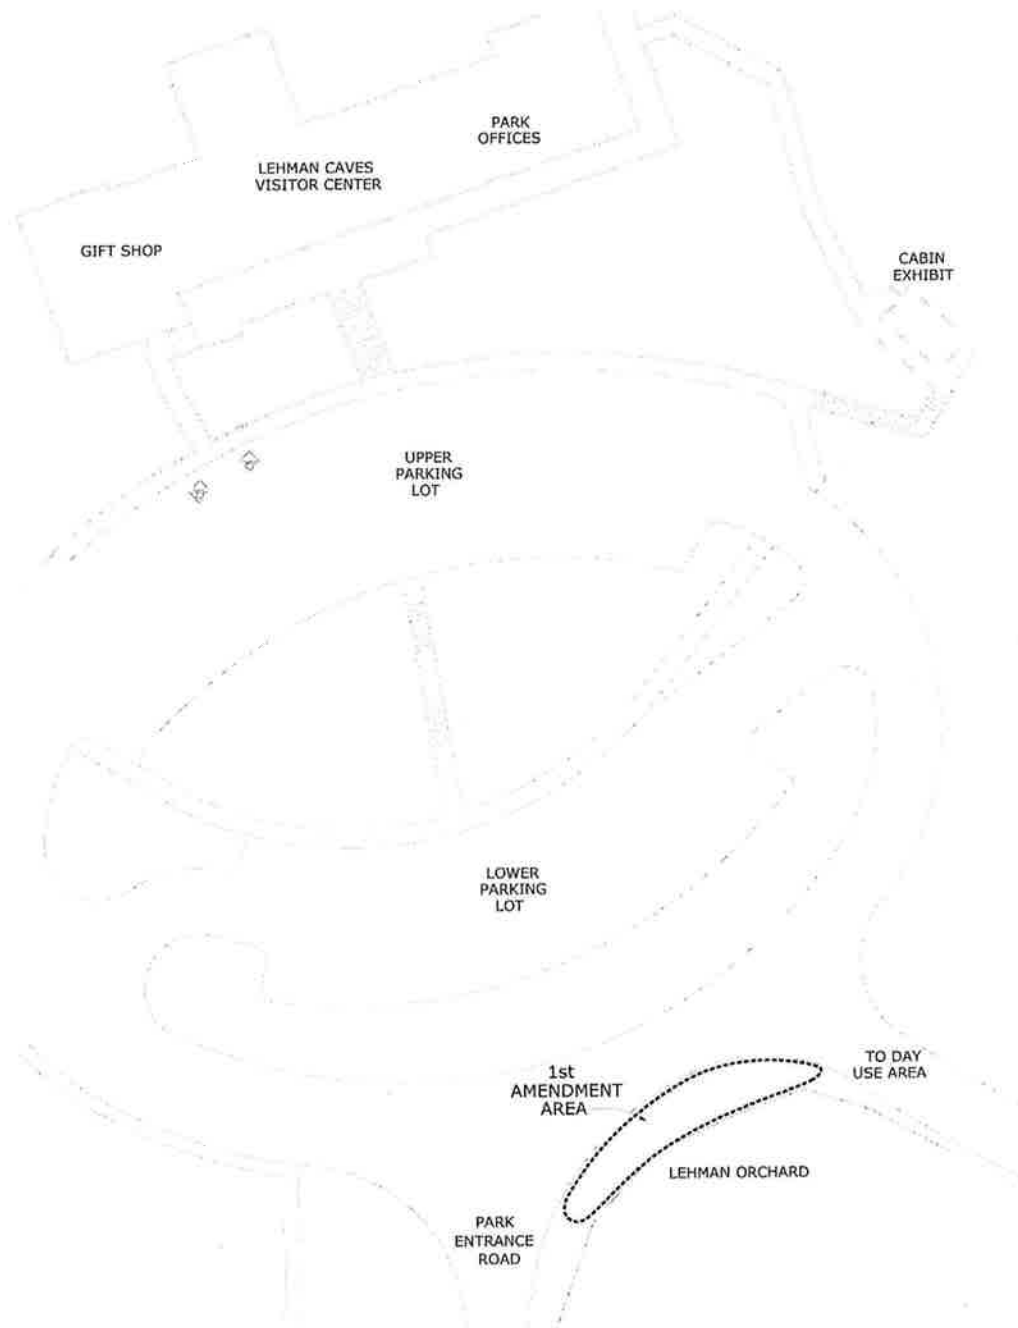 PARK
OFFICES
LEHMAN CAVES
VISITOR CENTER
GIFT SHOP
CABIN
EXHIBIT
UPPER
PARKING
LOT
LOWER
PARKING
LOT
1st
AMENDMENT
AREA
TO DAY
USE AREA
LEHMAN ORCHARD
PARK
ENTRANCE
ROAD